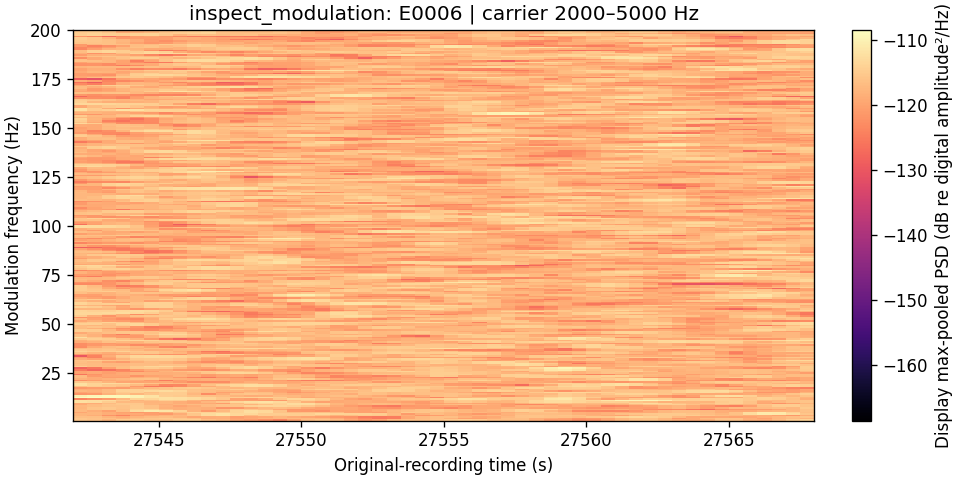 inspect_modulation: E0006 | carrier 2000–5000 Hz
200
175
150
125
100
75
50
25
Modulation frequency (Hz)
27545 27550 27555 27560 27565
Original-recording time (s)
−110
−120
−130
−140
−150
−160
Display max-pooled PSD (dB re digital amplitude²/Hz)